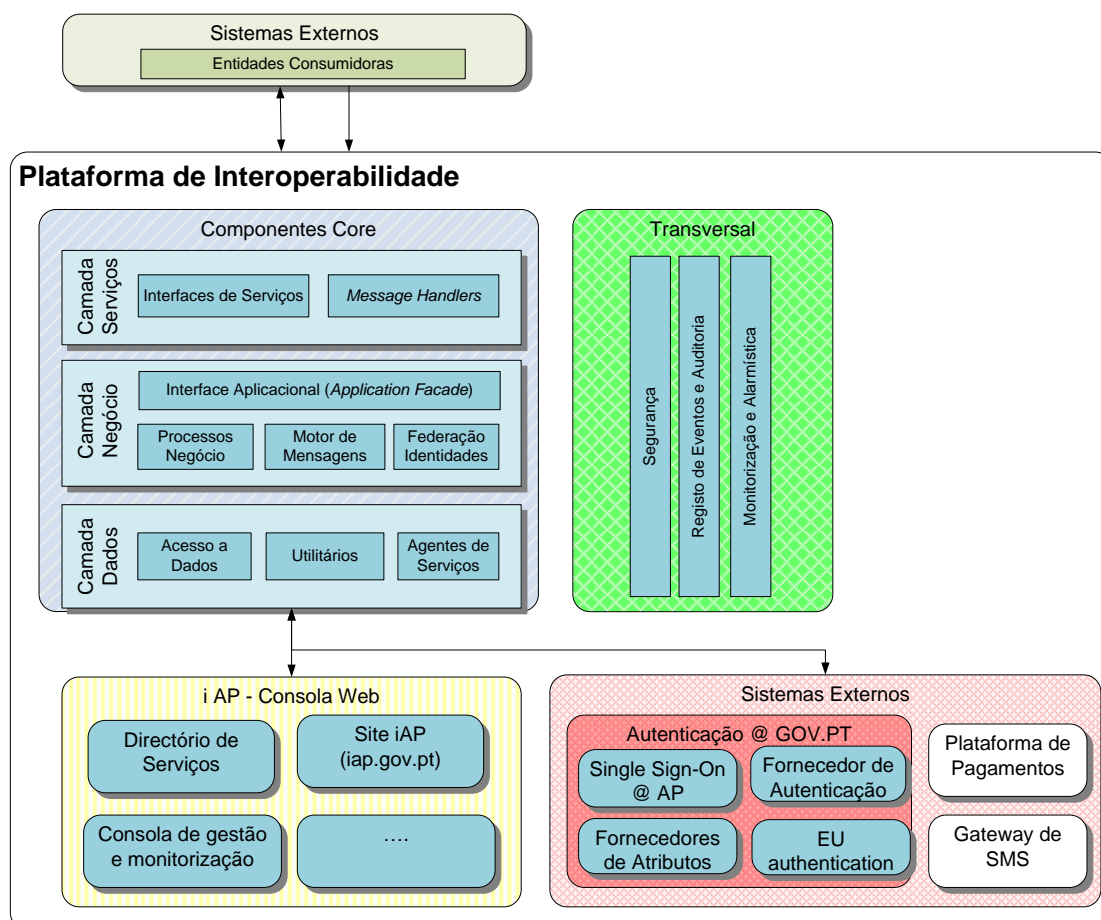 Sistemas Externos
Entidades Consumidoras
Plataforma de Interoperabilidade
Componentes Core
Camada
Serviços
Interfaces de Serviços
Message Handlers
Camada
Negócio
Interface Aplicacional (Application Facade)
Processos
Negócio
Motor de
Mensagens
Federação
Identidades
Camada
Dados
Acesso a
Dados
Utilitários
Agentes de
Serviços
Transversal
Segurança
Registo de Eventos e Auditoria
Monitorização e Alarmística
i AP - Consola Web
Directório de
Serviços
Site iAP
(iap.gov.pt)
Consola de gestão
e monitorização
....
Sistemas Externos
Autenticação @ GOV.PT
Single Sign-On
@ AP
Fornecedor de
Autenticação
Fornecedores
de Atributos
EU
authentication
Plataforma de
Pagamentos
Gateway de
SMS